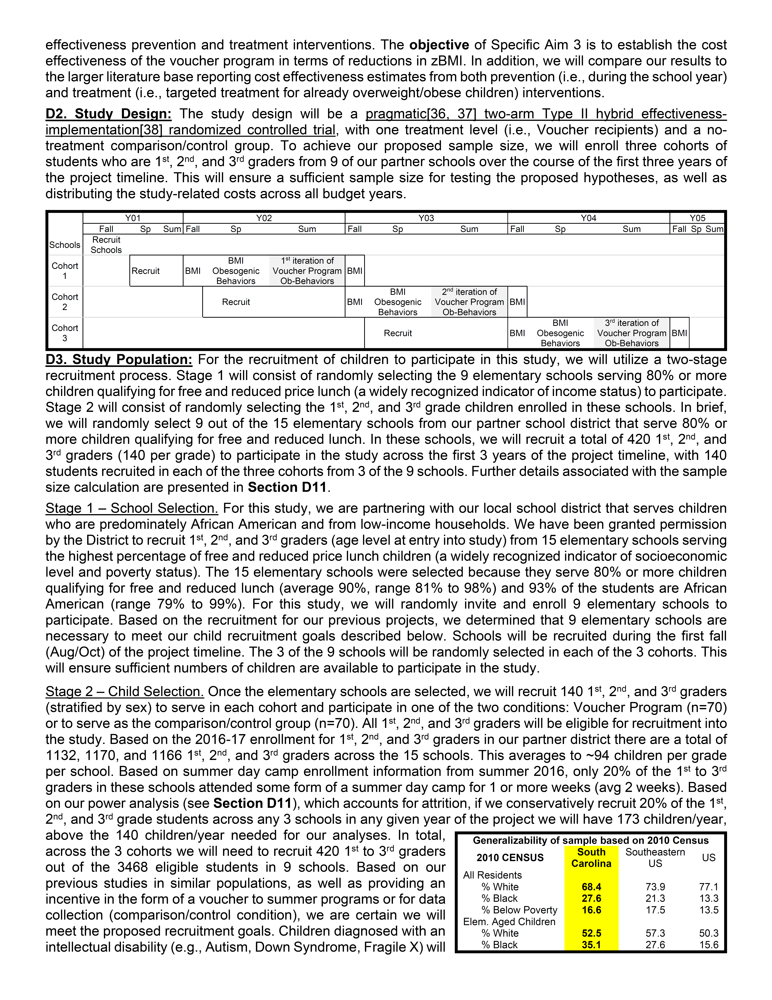 effectiveness prevention and treatment interventions. The objective of Specific Aim 3 is to establish the cost
effectiveness of the voucher program in terms of reductions in zBMI. In addition, we will compare our results to
the larger literature base reporting cost effectiveness estimates from both prevention (i.e., during the school year)
and treatment (i.e., targeted treatment for already overweight/obese children) interventions.
D2. Study Design: The study design will be a pragmatic[36, 37] two-arm Type II hybrid effectiveness-
implementation[38] randomized controlled trial, with one treatment level (i.e., Voucher recipients) and a no-
treatment comparison/control group. To achieve our proposed sample size, we will enroll three cohorts of
students who are 1st, 2nd, and 3rd graders from 9 of our partner schools over the course of the first three years of
the project timeline. This will ensure a sufficient sample size for testing the proposed hypotheses, as well as
distributing the study-related costs across all budget years.
Y01 Y02 Y03 Y04 Y05
Fall Sp Sum Fall Sp Sum Fall Sp Sum Fall Sp Sum Fall Sp Sum
Schools Recruit
Schools
Cohort
1
Recruit
BMI
BMI
Obesogenic
Behaviors
1st iteration of
Voucher Program
Ob-Behaviors
BMI
Cohort
2
Recruit
BMI
BMI
Obesogenic
Behaviors
2nd iteration of
Voucher Program
Ob-Behaviors
BMI
Cohort
3
Recruit
BMI
BMI
Obesogenic
Behaviors
3rd iteration of
Voucher Program
Ob-Behaviors
BMI
D3. Study Population: For the recruitment of children to participate in this study, we will utilize a two-stage
recruitment process. Stage 1 will consist of randomly selecting the 9 elementary schools serving 80% or more
children qualifying for free and reduced price lunch (a widely recognized indicator of income status) to participate.
Stage 2 will consist of randomly selecting the 1st, 2nd, and 3rd grade children enrolled in these schools. In brief,
we will randomly select 9 out of the 15 elementary schools from our partner school district that serve 80% or
more children qualifying for free and reduced lunch. In these schools, we will recruit a total of 420 1st, 2nd, and
3rd graders (140 per grade) to participate in the study across the first 3 years of the project timeline, with 140
students recruited in each of the three cohorts from 3 of the 9 schools. Further details associated with the sample
size calculation are presented in Section D11.
Stage 1 – School Selection. For this study, we are partnering with our local school district that serves children
who are predominately African American and from low-income households. We have been granted permission
by the District to recruit 1st, 2nd, and 3rd graders (age level at entry into study) from 15 elementary schools serving
the highest percentage of free and reduced price lunch children (a widely recognized indicator of socioeconomic
level and poverty status). The 15 elementary schools were selected because they serve 80% or more children
qualifying for free and reduced lunch (average 90%, range 81% to 98%) and 93% of the students are African
American (range 79% to 99%). For this study, we will randomly invite and enroll 9 elementary schools to
participate. Based on the recruitment for our previous projects, we determined that 9 elementary schools are
necessary to meet our child recruitment goals described below. Schools will be recruited during the first fall
(Aug/Oct) of the project timeline. The 3 of the 9 schools will be randomly selected in each of the 3 cohorts. This
will ensure sufficient numbers of children are available to participate in the study.
Stage 2 – Child Selection. Once the elementary schools are selected, we will recruit 140 1st, 2nd, and 3rd graders
(stratified by sex) to serve in each cohort and participate in one of the two conditions: Voucher Program (n=70)
or to serve as the comparison/control group (n=70). All 1st, 2nd, and 3rd graders will be eligible for recruitment into
the study. Based on the 2016-17 enrollment for 1st, 2nd, and 3rd graders in our partner district there are a total of
1132, 1170, and 1166 1st, 2nd, and 3rd graders across the 15 schools. This averages to ~94 children per grade
per school. Based on summer day camp enrollment information from summer 2016, only 20% of the 1st to 3rd
graders in these schools attended some form of a summer day camp for 1 or more weeks (avg 2 weeks). Based
on our power analysis (see Section D11), which accounts for attrition, if we conservatively recruit 20% of the 1st,
2nd, and 3rd grade students across any 3 schools in any given year of the project we will have 173 children/year,
above the 140 children/year needed for our analyses. In total,
across the 3 cohorts we will need to recruit 420 1st to 3rd graders
out of the 3468 eligible students in 9 schools. Based on our
previous studies in similar populations, as well as providing an
incentive in the form of a voucher to summer programs or for data
collection (comparison/control condition), we are certain we will
meet the proposed recruitment goals. Children diagnosed with an
intellectual disability (e.g., Autism, Down Syndrome, Fragile X) will
Generalizability of sample based on 2010 Census
2010 CENSUS South Carolina Southeastern US US
All Residents
% White 68.4 73.9 77.1
% Black 27.6 21.3 13.3
% Below Poverty 16.6 17.5 13.5
Elem. Aged Children
% White 52.5 57.3 50.3
% Black 35.1 27.6 15.6